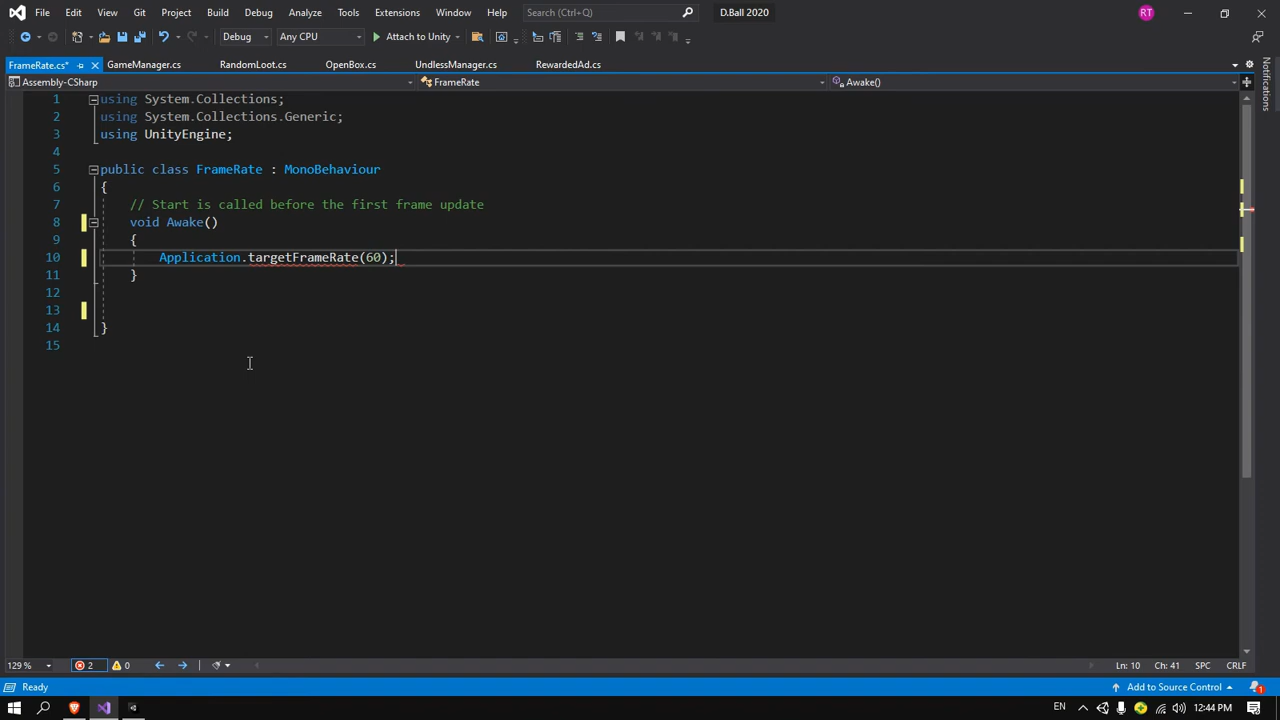 File Edit View Git Project Build Debug Analyze Tools Extensions Window Help Search (Ctrl+Q) D.Ball 2020 RT
Debug Any CPU Attach to Unity
FrameRate.cs* GameManager.cs RandomLoot.cs OpenBox.cs UndlessManager.cs RewardedAd.cs
Assembly-CSharp FrameRate Awake()
Notifications
1 using System.Collections;
2 using System.Collections.Generic;
3 using UnityEngine;
4
5 public class FrameRate : MonoBehaviour
6 {
7 // Start is called before the first frame update
8 void Awake()
9 {
10 Application.targetFrameRate(60);
11 }
12
13
14 }
15
129 % 2 0 Ln: 10 Ch: 41 SPC CRLF
Ready Add to Source Control 1
EN 12:44 PM